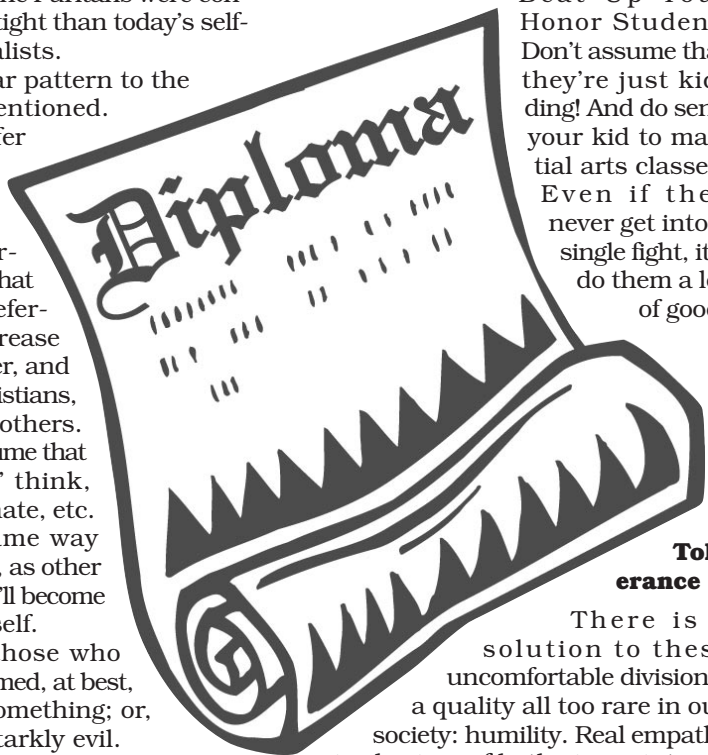 Puritans were con-
tight than today's self-
alists.
ar pattern to the
entioned.
fer
r-
hat
efer-
rease
er, and
istians,
others.
ume that
" think,
nate, etc.
me way
, as other
'll become
self.
hose who
med, at best,
omething; or,
tarkly evil.
Diploma
Beat Up You
Honor Studen
Don't assume tha
they're just kid
ding! And do sen
your kid to ma
tial arts classe
Even if the
never get into
single fight, it
do them a lo
of good
Tol
erance
There is
solution to thes
uncomfortable division
a quality all too rare in ou
society: humility. Real empath